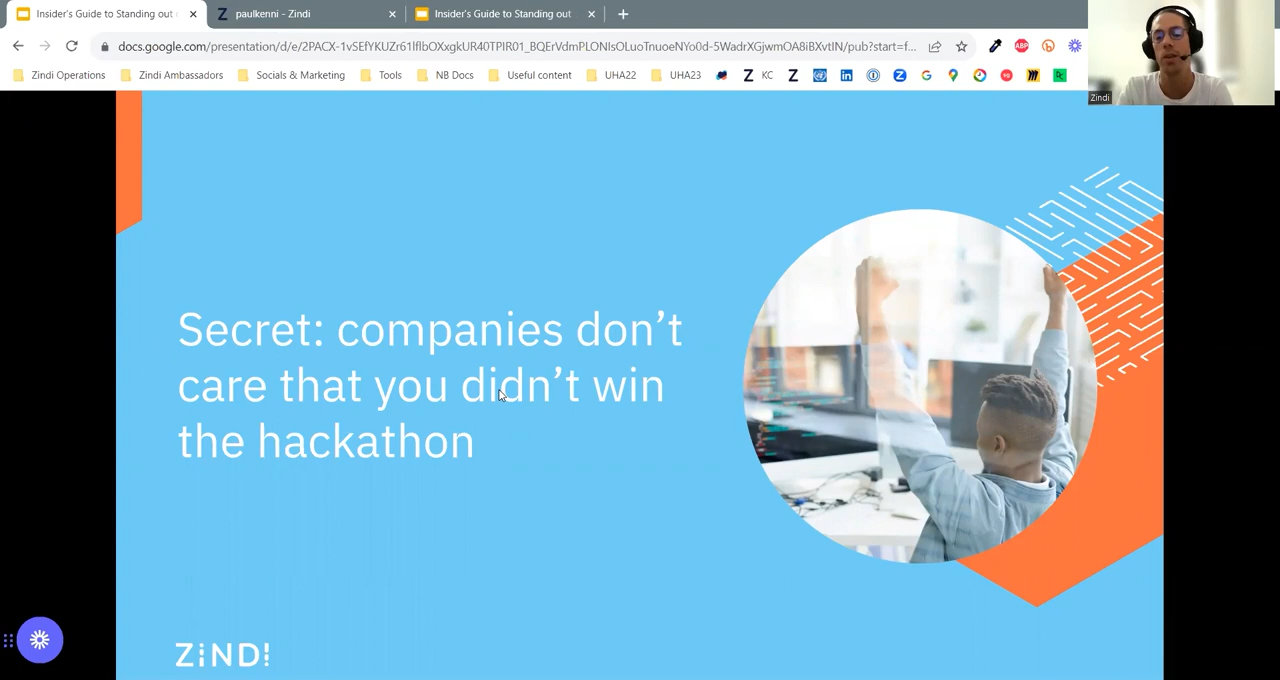 Insider's Guide to Standing out
paulkenni - Zindi
Insider's Guide to Standing out
docs.google.com/presentation/d/e/2PACX-1vSEfYKUZr61lflbOXxgkUR40TPIR01_BQErVdmPLONIsOLuoTnuoeNYo0d-5WadrXGjwmOA8iBXvtIN/pub?start=f...
Zindi Operations
Zindi Ambassadors
Socials & Marketing
Tools
NB Docs
Useful content
UHA22
UHA23
KC
Zindi
Secret: companies don't
care that you didn't win
the hackathon
ZiNDi